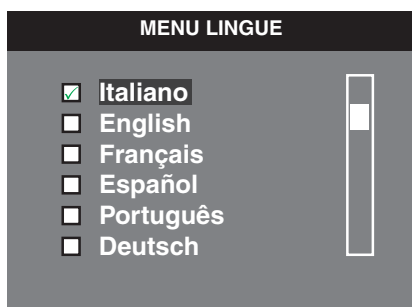 MENU LINGUE
Italiano
English
Français
Español
Português
Deutsch